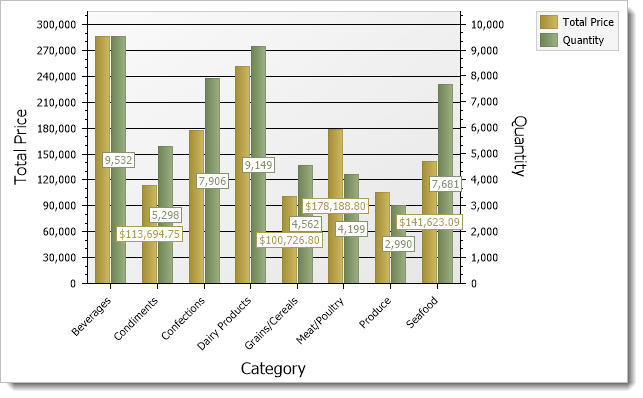 300,000
270,000
240,000
210,000
180,000
150,000
120,000
90,000
60,000
30,000
0
Total Price
10,000
9,000
8,000
7,000
6,000
5,000
4,000
3,000
2,000
1,000
0
Quantity
Total Price
Quantity
9,532
5,298
$113,694.75
7,906
9,149
4,562
$100,726.80
$178,188.80
4,199
2,990
7,681
$141,623.09
Beverages
Condiments
Confections
Dairy Products
Grains/Cereals
Meat/Poultry
Produce
Seafood
Category